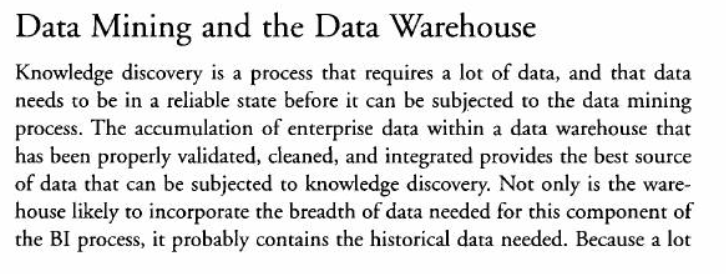 Data Mining and the Data Warehouse
Knowledge discovery is a process that requires a lot of data, and that data
needs to be in a reliable state before it can be subjected to the data mining
process. The accumulation of enterprise data within a data warehouse that
has been properly validated, cleaned, and integrated provides the best source
of data that can be subjected to knowledge discovery. Not only is the ware-
house likely to incorporate the breadth of data needed for this component of
the BI process, it probably contains the historical data needed. Because a lot